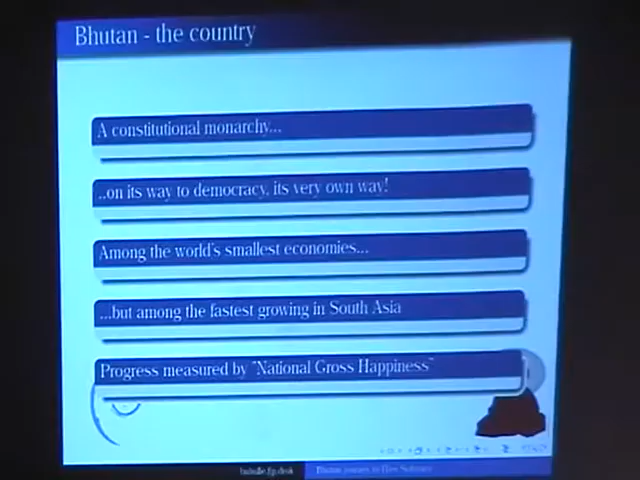 Bhutan - the country
A constitutional monarchy...
...on its way to democracy, its very own way!
Among the world's smallest economies...
...but among the fastest growing in South Asia
Progress measured by "National Gross Happiness"